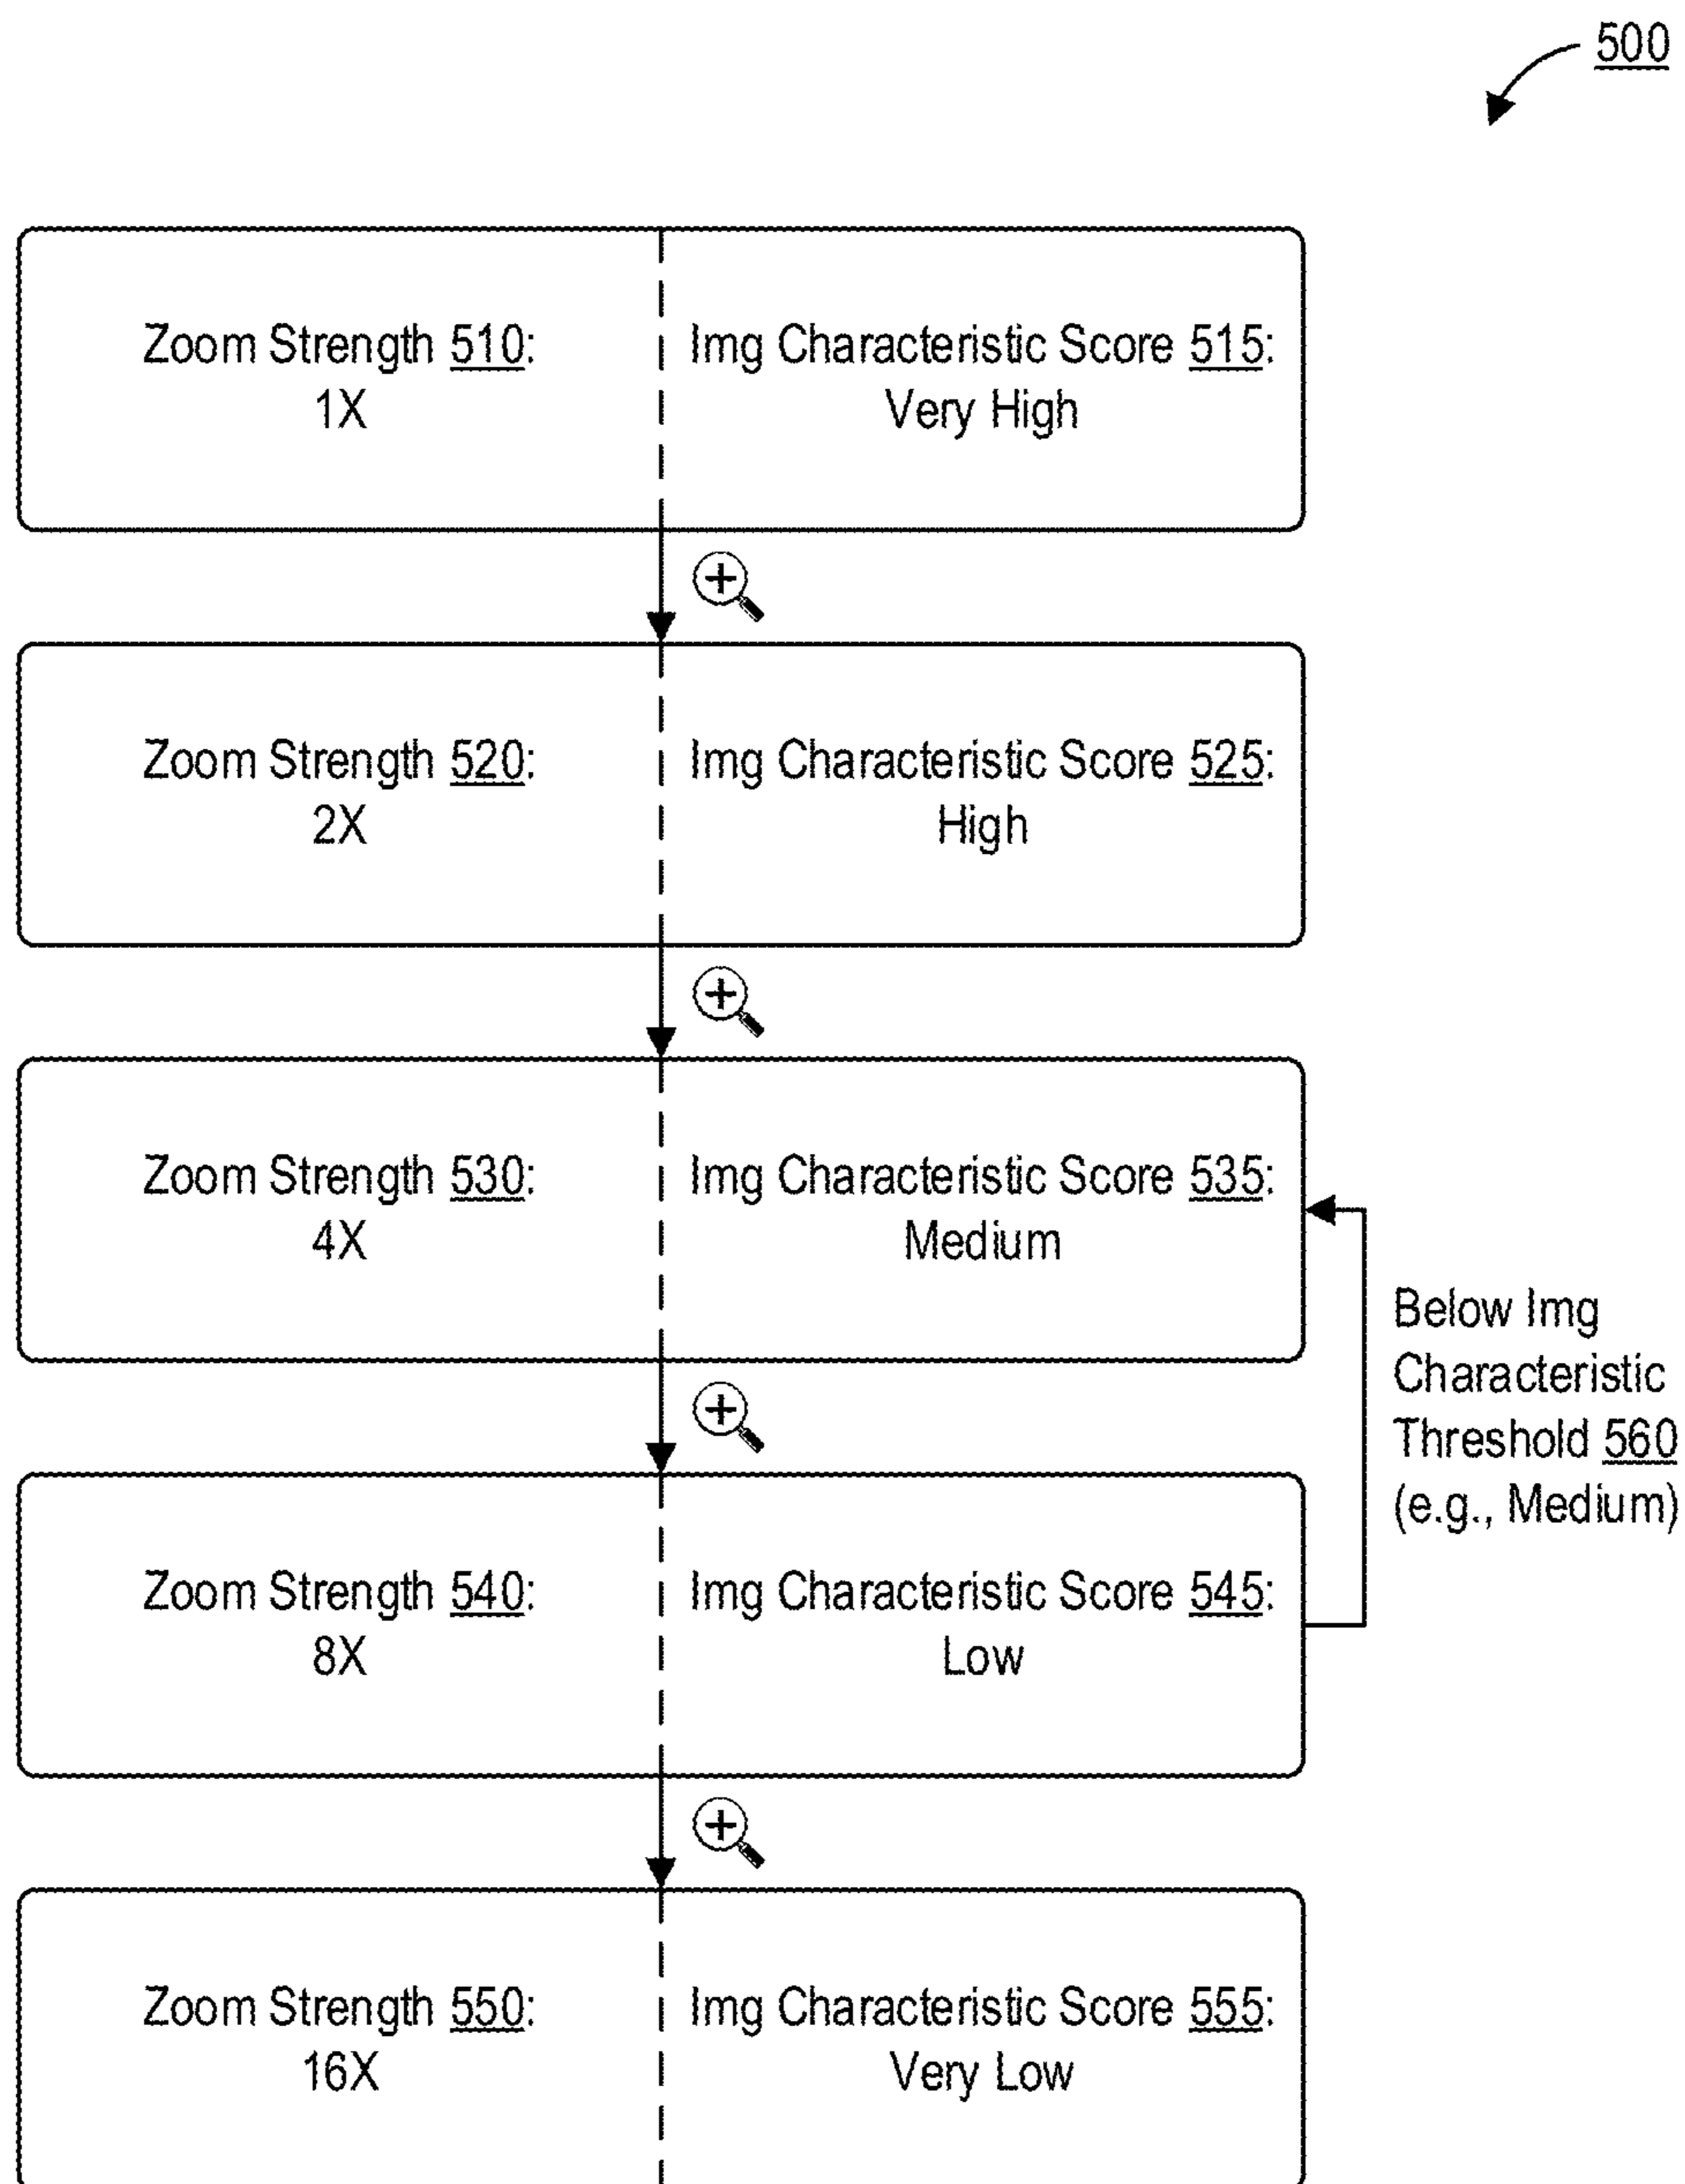 500
Zoom Strength 510:
1X
Img Characteristic Score 515:
Very High
Zoom Strength 520:
2X
Img Characteristic Score 525:
High
Zoom Strength 530:
4X
Img Characteristic Score 535:
Medium
Below Img
Characteristic
Threshold 560
(e.g., Medium)
Zoom Strength 540:
8X
Img Characteristic Score 545:
Low
Zoom Strength 550:
16X
Img Characteristic Score 555:
Very Low